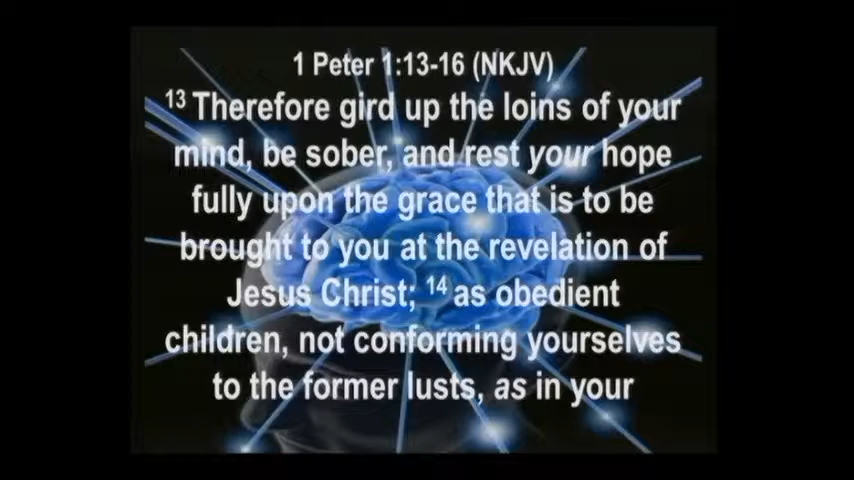 1 Peter 1:13-16 (NKJV)
13 Therefore gird up the loins of your
mind, be sober, and rest your hope
fully upon the grace that is to be
brought to you at the revelation of
Jesus Christ; 14 as obedient
children, not conforming yourselves
to the former lusts, as in your